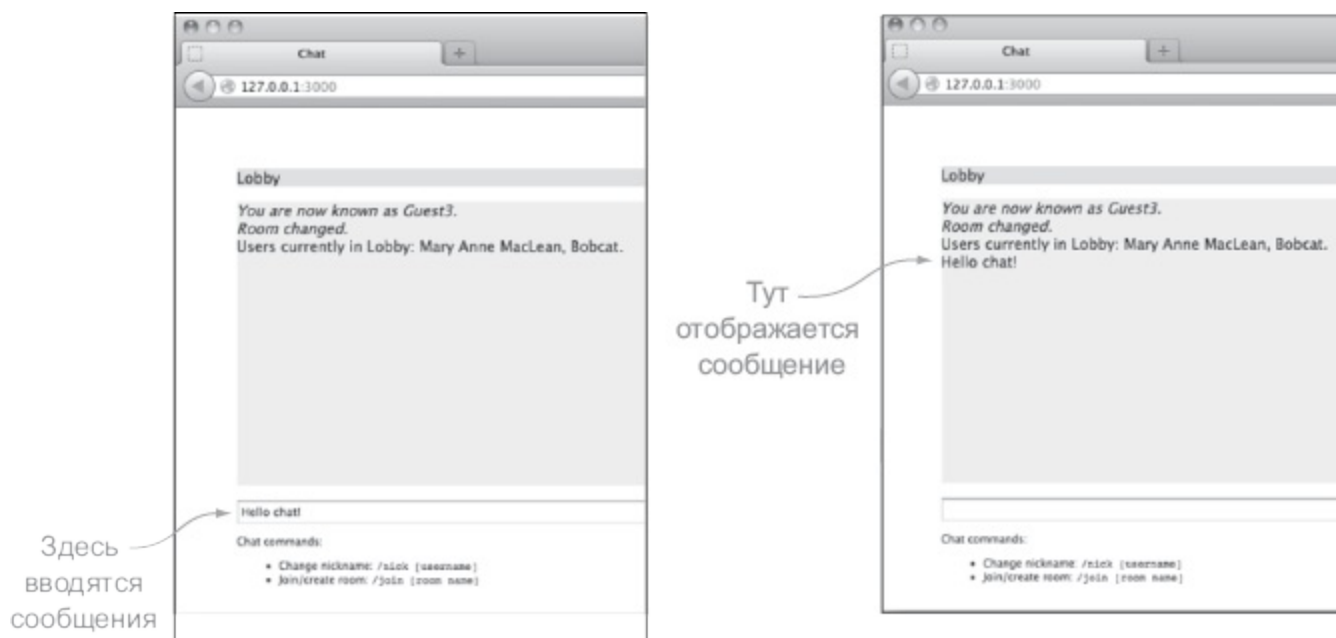 Chat
127.0.0.1:3000
Lobby
You are now known as Guest3.
Room changed.
Users currently in Lobby: Mary Anne MacLean, Bobcat.
Hello chat!
Chat commands:
• Change nickname: /nick [username]
• Join/create room: /join [room name]
Здесь
вводятся
сообщения
Chat
127.0.0.1:3000
Lobby
You are now known as Guest3.
Room changed.
Users currently in Lobby: Mary Anne MacLean, Bobcat.
Hello chat!
Тут
отображается
сообщение
Chat commands:
• Change nickname: /nick [username]
• Join/create room: /join [room name]